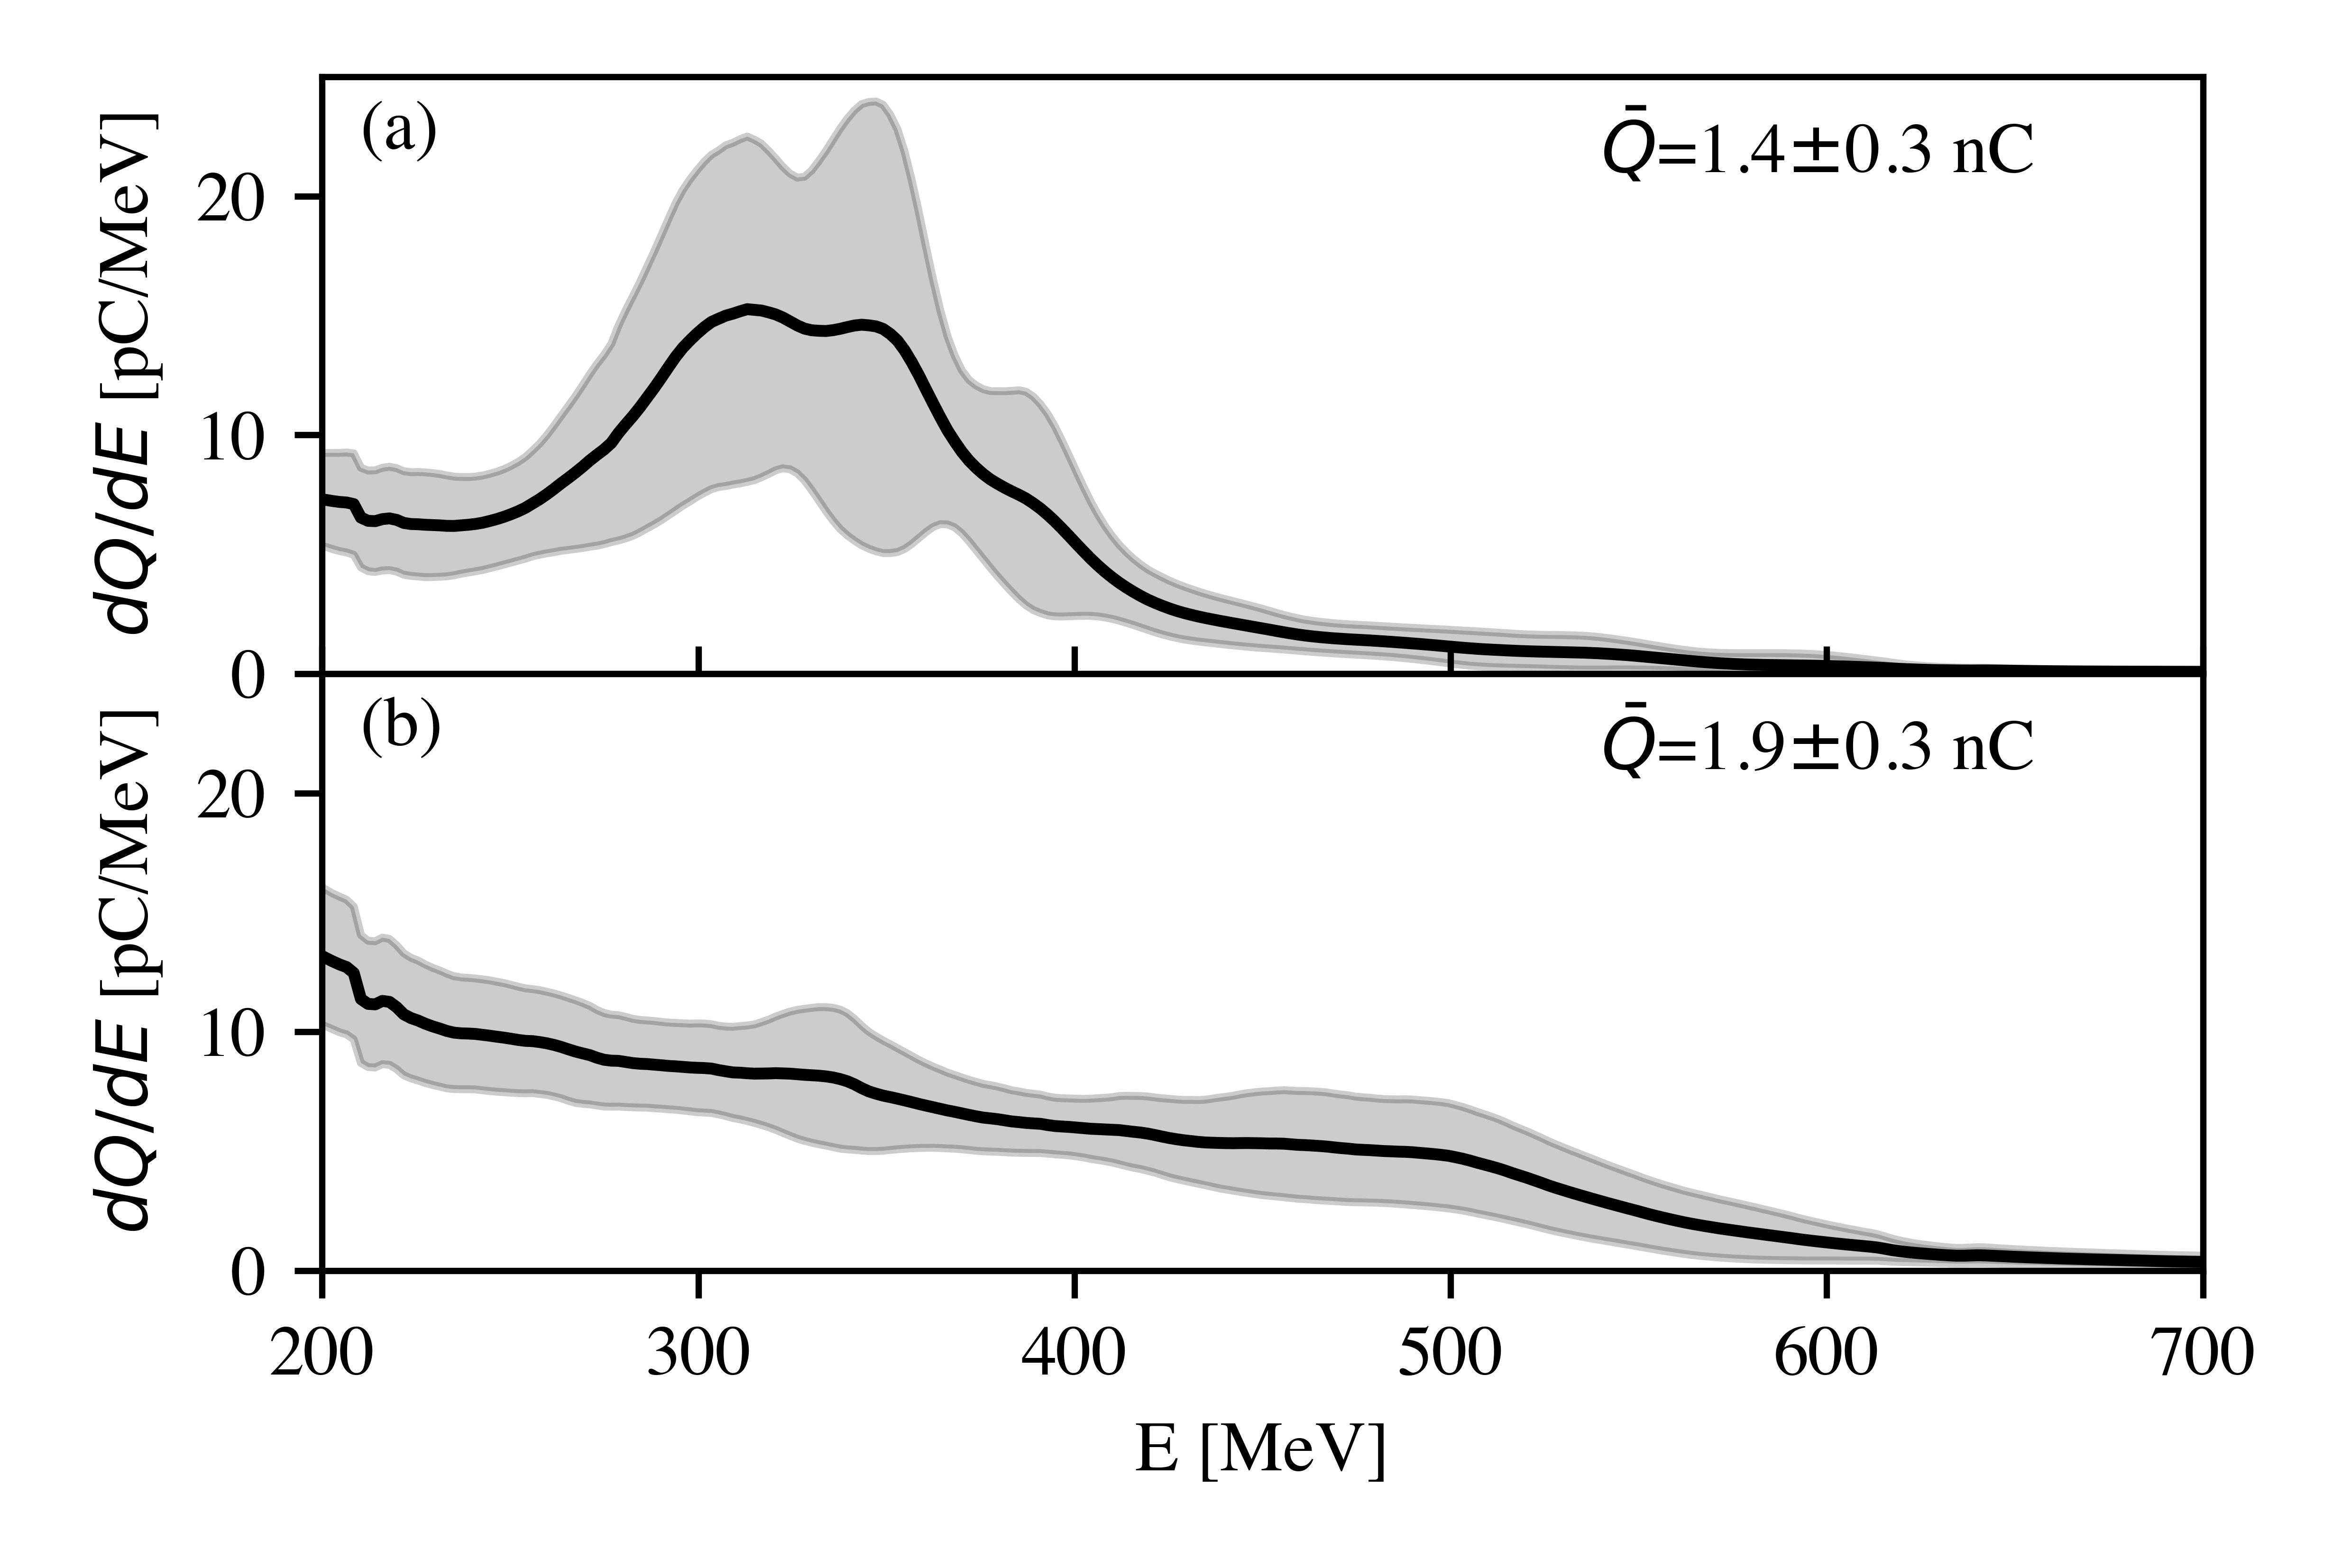 (a)
Q̄=1.4±0.3 nC
dQ/dE [pC/MeV]
20
10
0
(b)
Q̄=1.9±0.3 nC
dQ/dE [pC/MeV]
20
10
0
200 300 400 500 600 700
E [MeV]